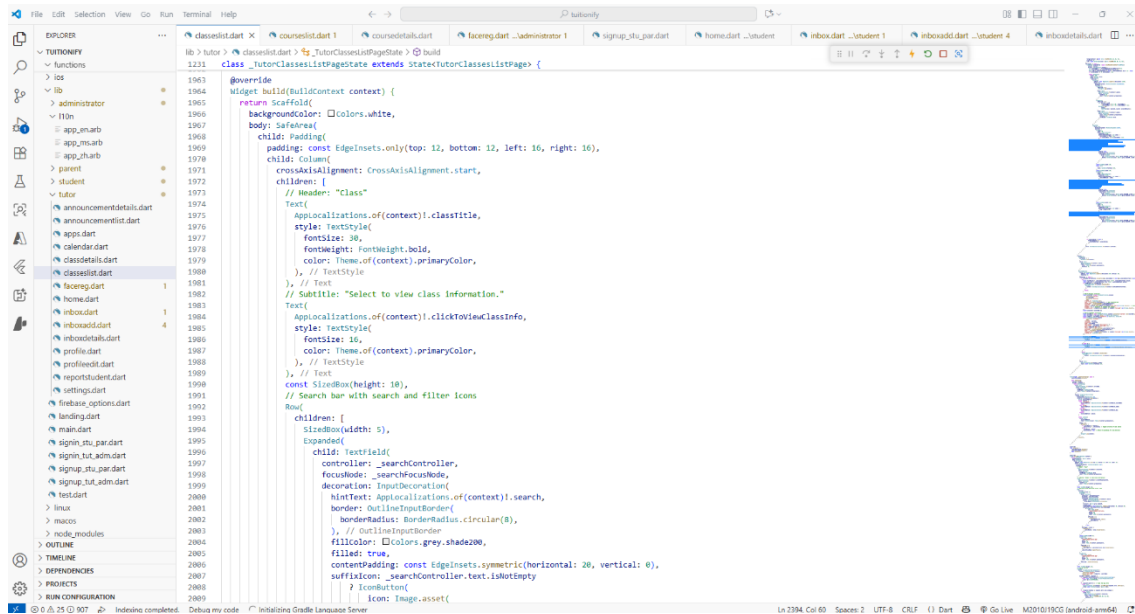 File Edit Selection View Go Run Terminal Help
tuitionify
EXPLORER
classeslist.dart
courseslist.dart 1
coursedetails.dart
facereg.dart ...\administrator 1
signup_stu_par.dart
home.dart ...\student
inbox.dart ...\student 1
inboxadd.dart ...\student 4
inboxdetails.dart
TUITIONIFY
functions
ios
lib
administrator
l10n
app_en.arb
app_ms.arb
app_zh.arb
parent
student
tutor
announcementdetails.dart
announcementlist.dart
apps.dart
calendar.dart
classdetails.dart
classeslist.dart
facereg.dart 1
home.dart
inbox.dart 1
inboxadd.dart 4
inboxdetails.dart
profile.dart
profileedit.dart
reportstudent.dart
settings.dart
firebase_options.dart
landing.dart
main.dart
signin_stu_par.dart
signin_tut_adm.dart
signup_stu_par.dart
signup_tut_adm.dart
test.dart
linux
macos
node_modules
OUTLINE
TIMELINE
DEPENDENCIES
PROJECTS
RUN CONFIGURATION
lib > tutor > classeslist.dart > _TutorClassesListPageState > build
1231 class _TutorClassesListPageState extends State<TutorClassesListPage> {
1963 @override
1964 Widget build(BuildContext context) {
1965 return Scaffold(
1966 backgroundColor: Colors.white,
1967 body: SafeArea(
1968 child: Padding(
1969 padding: const EdgeInsets.only(top: 12, bottom: 12, left: 16, right: 16),
1970 child: Column(
1971 crossAxisAlignment: CrossAxisAlignment.start,
1972 children: [
1973 // Header: "Class"
1974 Text(
1975 AppLocalizations.of(context)!.classTitle,
1976 style: TextStyle(
1977 fontSize: 30,
1978 fontWeight: FontWeight.bold,
1979 color: Theme.of(context).primaryColor,
1980 ), // TextStyle
1981 ), // Text
1982 // Subtitle: "Select to view class information."
1983 Text(
1984 AppLocalizations.of(context)!.clickToViewClassInfo,
1985 style: TextStyle(
1986 fontSize: 16,
1987 color: Theme.of(context).primaryColor,
1988 ), // TextStyle
1989 ), // Text
1990 const SizedBox(height: 10),
1991 // Search bar with search and filter icons
1992 Row(
1993 children: [
1994 SizedBox(width: 5),
1995 Expanded(
1996 child: TextField(
1997 controller: _searchController,
1998 focusNode: _searchFocusNode,
1999 decoration: InputDecoration(
2000 hintText: AppLocalizations.of(context)!.search,
2001 border: OutlineInputBorder(
2002 borderRadius: BorderRadius.circular(8),
2003 ), // OutlineInputBorder
2004 fillColor: Colors.grey.shade200,
2005 filled: true,
2006 contentPadding: const EdgeInsets.symmetric(horizontal: 20, vertical: 0),
2007 suffixIcon: _searchController.text.isNotEmpty
2008 ? IconButton(
2009 icon: Image.asset(
0 25 907 Indexing completed. Debug my code Initializing Gradle Language Server
Ln 2394, Col 60 Spaces: 2 UTF-8 CRLF {} Dart Go Live M2010J19CG (android-arm64)